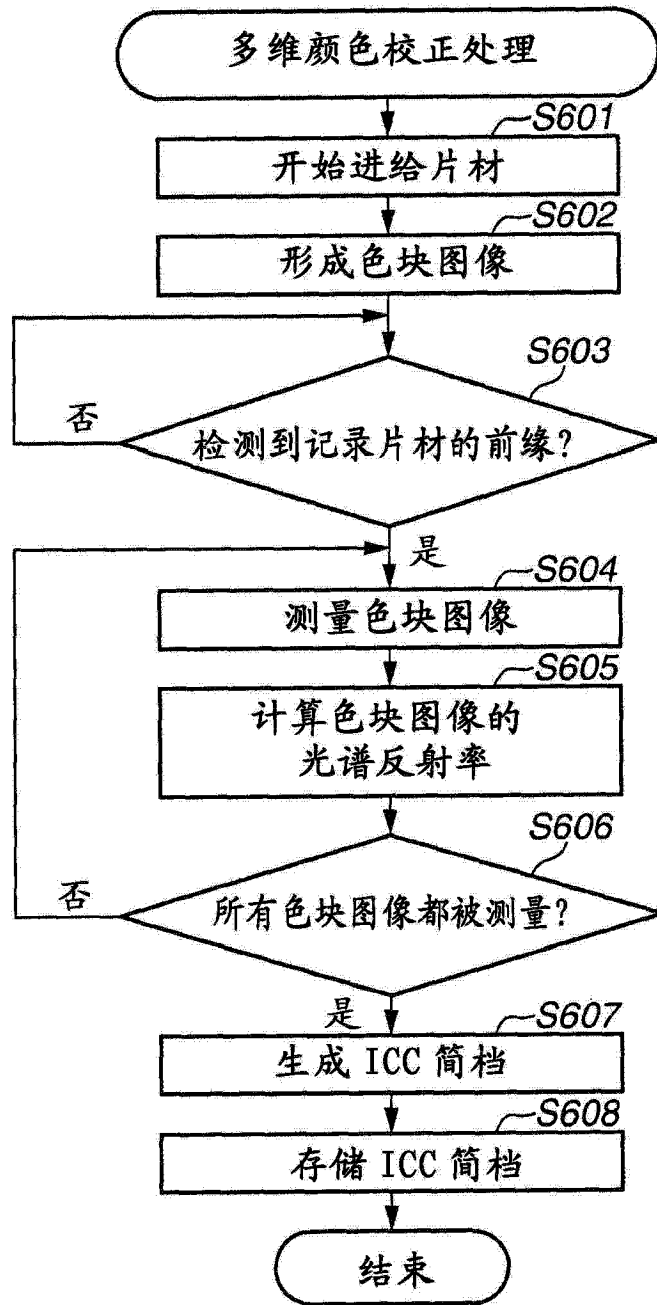 多维颜色校正处理
S601
开始进给片材
S602
形成色块图像
S603
否
检测到记录片材的前缘?
是
S604
测量色块图像
S605
计算色块图像的
光谱反射率
S606
否
所有色块图像都被测量?
是
S607
生成 ICC 简档
S608
存储 ICC 简档
结束